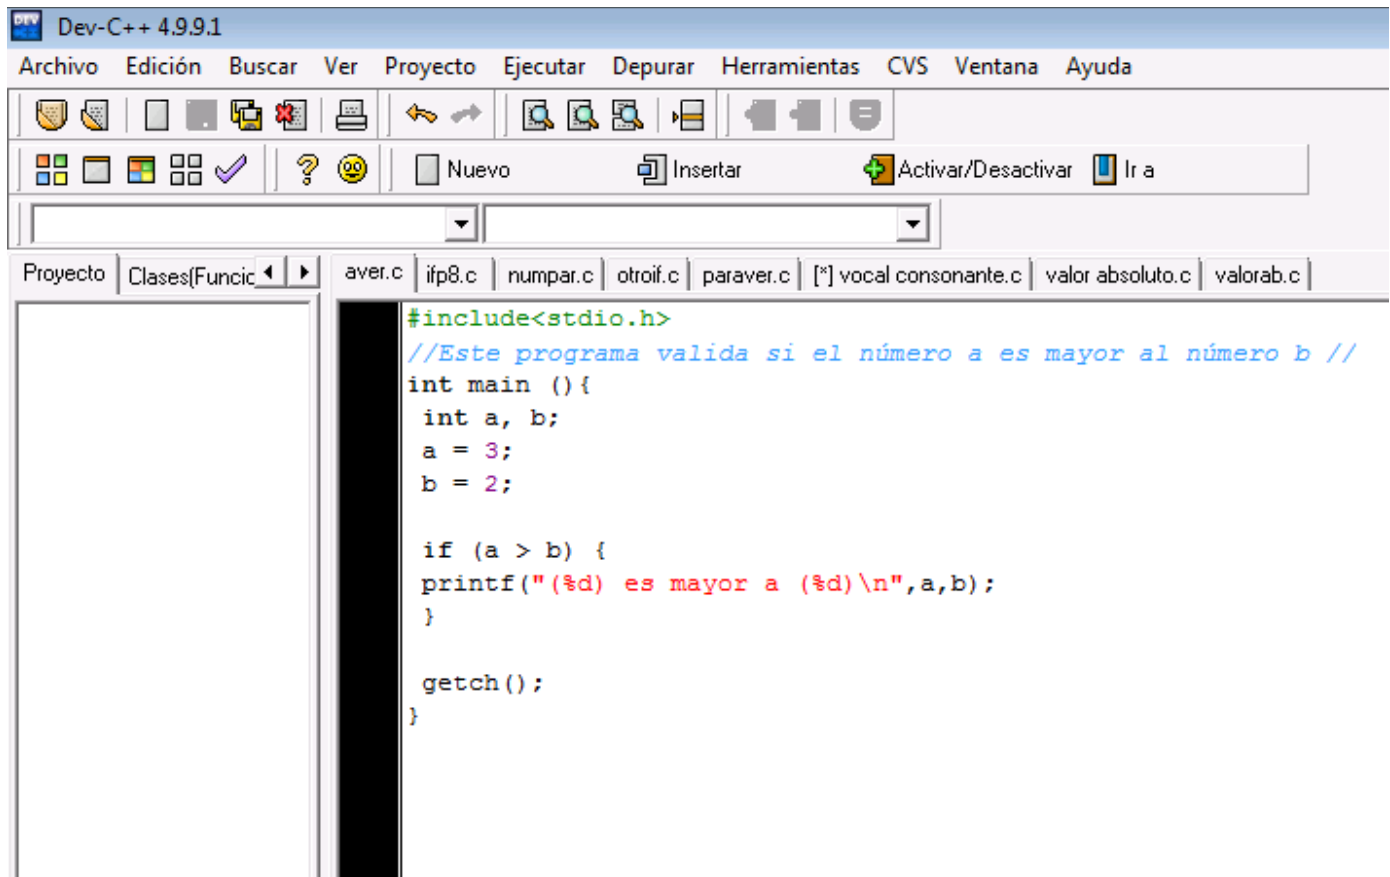 Dev-C++ 4.9.9.1
Archivo Edición Buscar Ver Proyecto Ejecutar Depurar Herramientas CVS Ventana Ayuda
Nuevo Insertar Activar/Desactivar Ir a
Proyecto Clases(Funcic aver.c ifp8.c numpar.c otroif.c paraver.c [*] vocal consonante.c valor absoluto.c valorab.c
#include<stdio.h>
//Este programa valida si el número a es mayor al número b //
int main (){
int a, b;
a = 3;
b = 2;
if (a > b) {
printf("(%d) es mayor a (%d)\n",a,b);
}
getch();
}